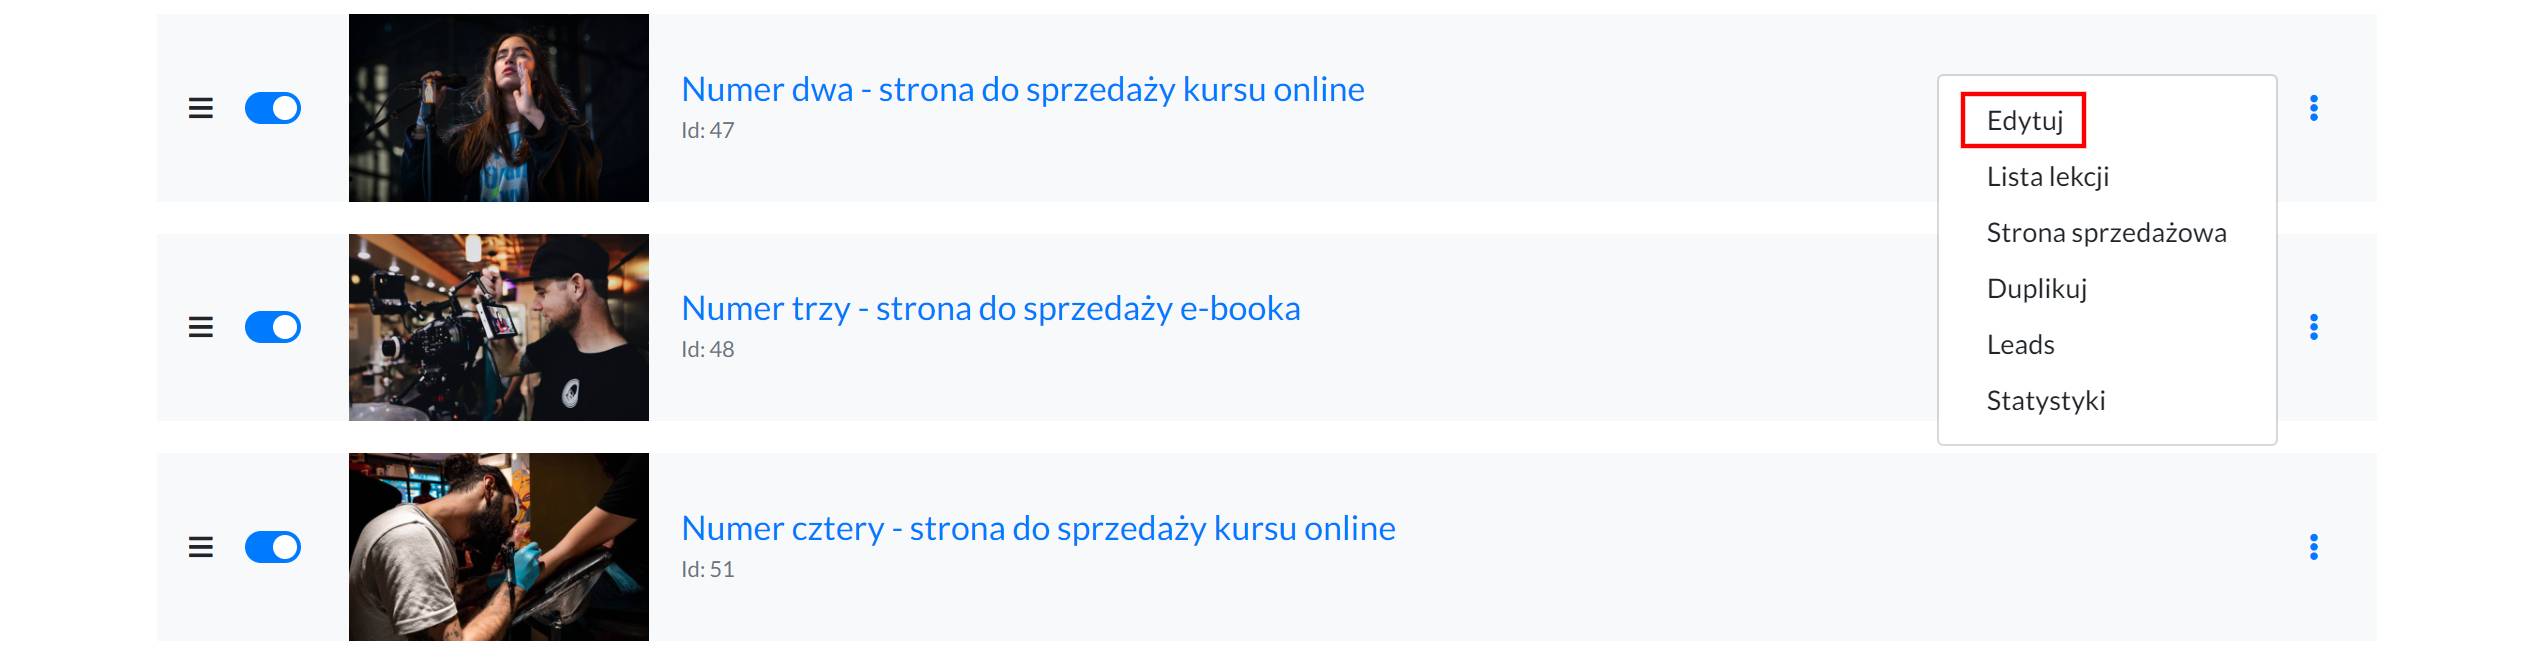 Numer dwa - strona do sprzedaży kursu online
Id: 47
Edytuj
Lista lekcji
Strona sprzedażowa
Duplikuj
Leads
Statystyki
Numer trzy - strona do sprzedaży e-booka
Id: 48
Numer cztery - strona do sprzedaży kursu online
Id: 51